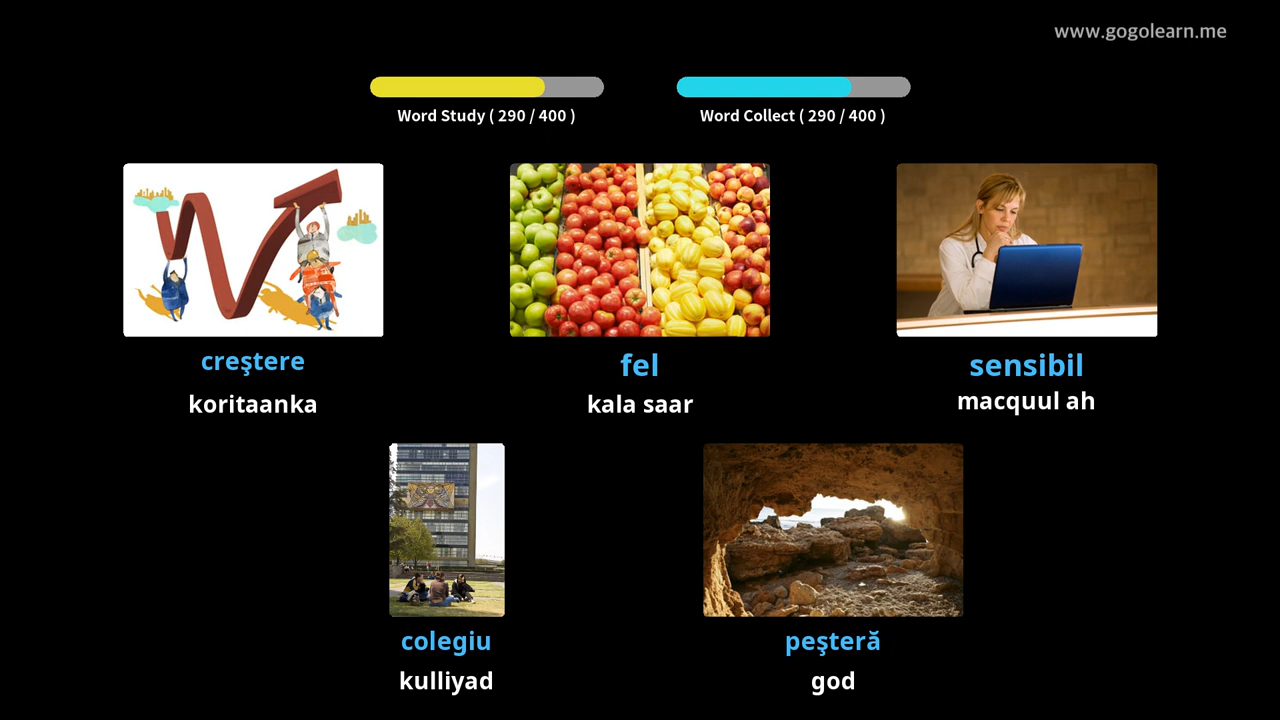 www.gogolearn.me
Word Study ( 290 / 400 )
Word Collect ( 290 / 400 )
creştere
koritaanka
fel
kala saar
sensibil
macquul ah
colegiu
kulliyad
peşteră
god